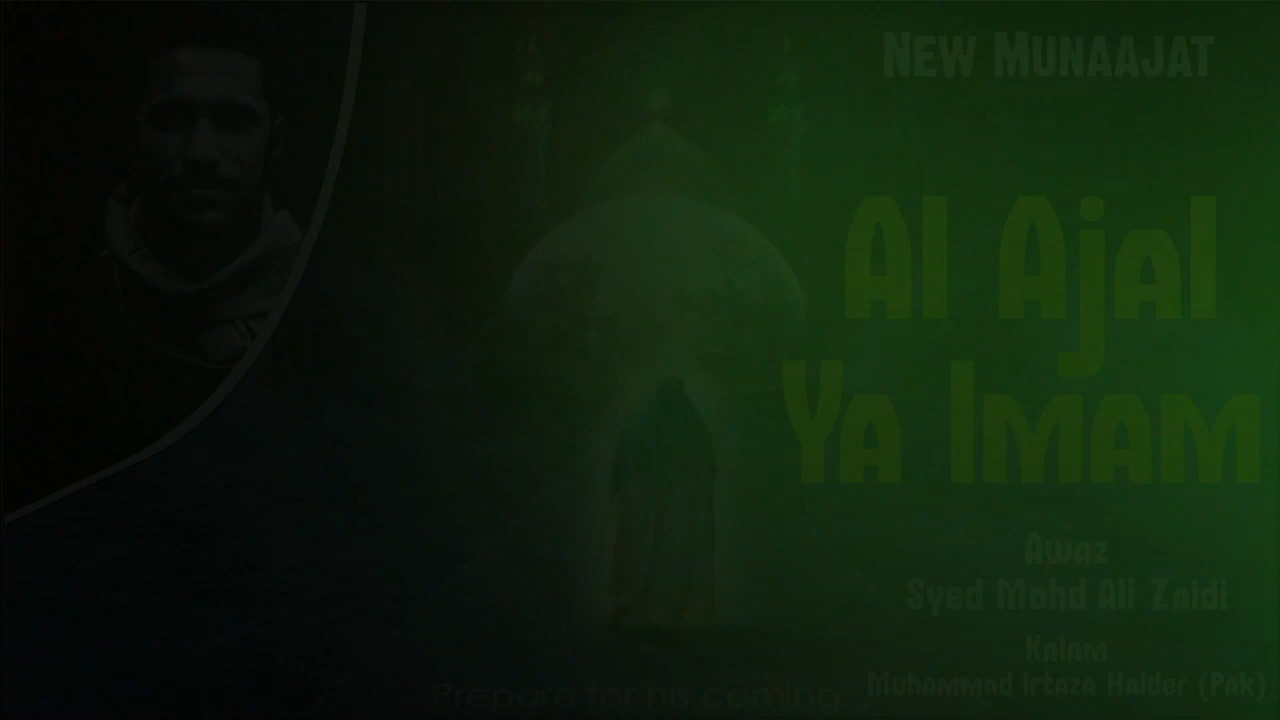 New Munaajat
Al Ajal
Ya Imam
Awaz
Syed Mohd Ali Zaidi
Kalam
Muhammad Irtaza Halder (Pak)
Prepare for his coming...